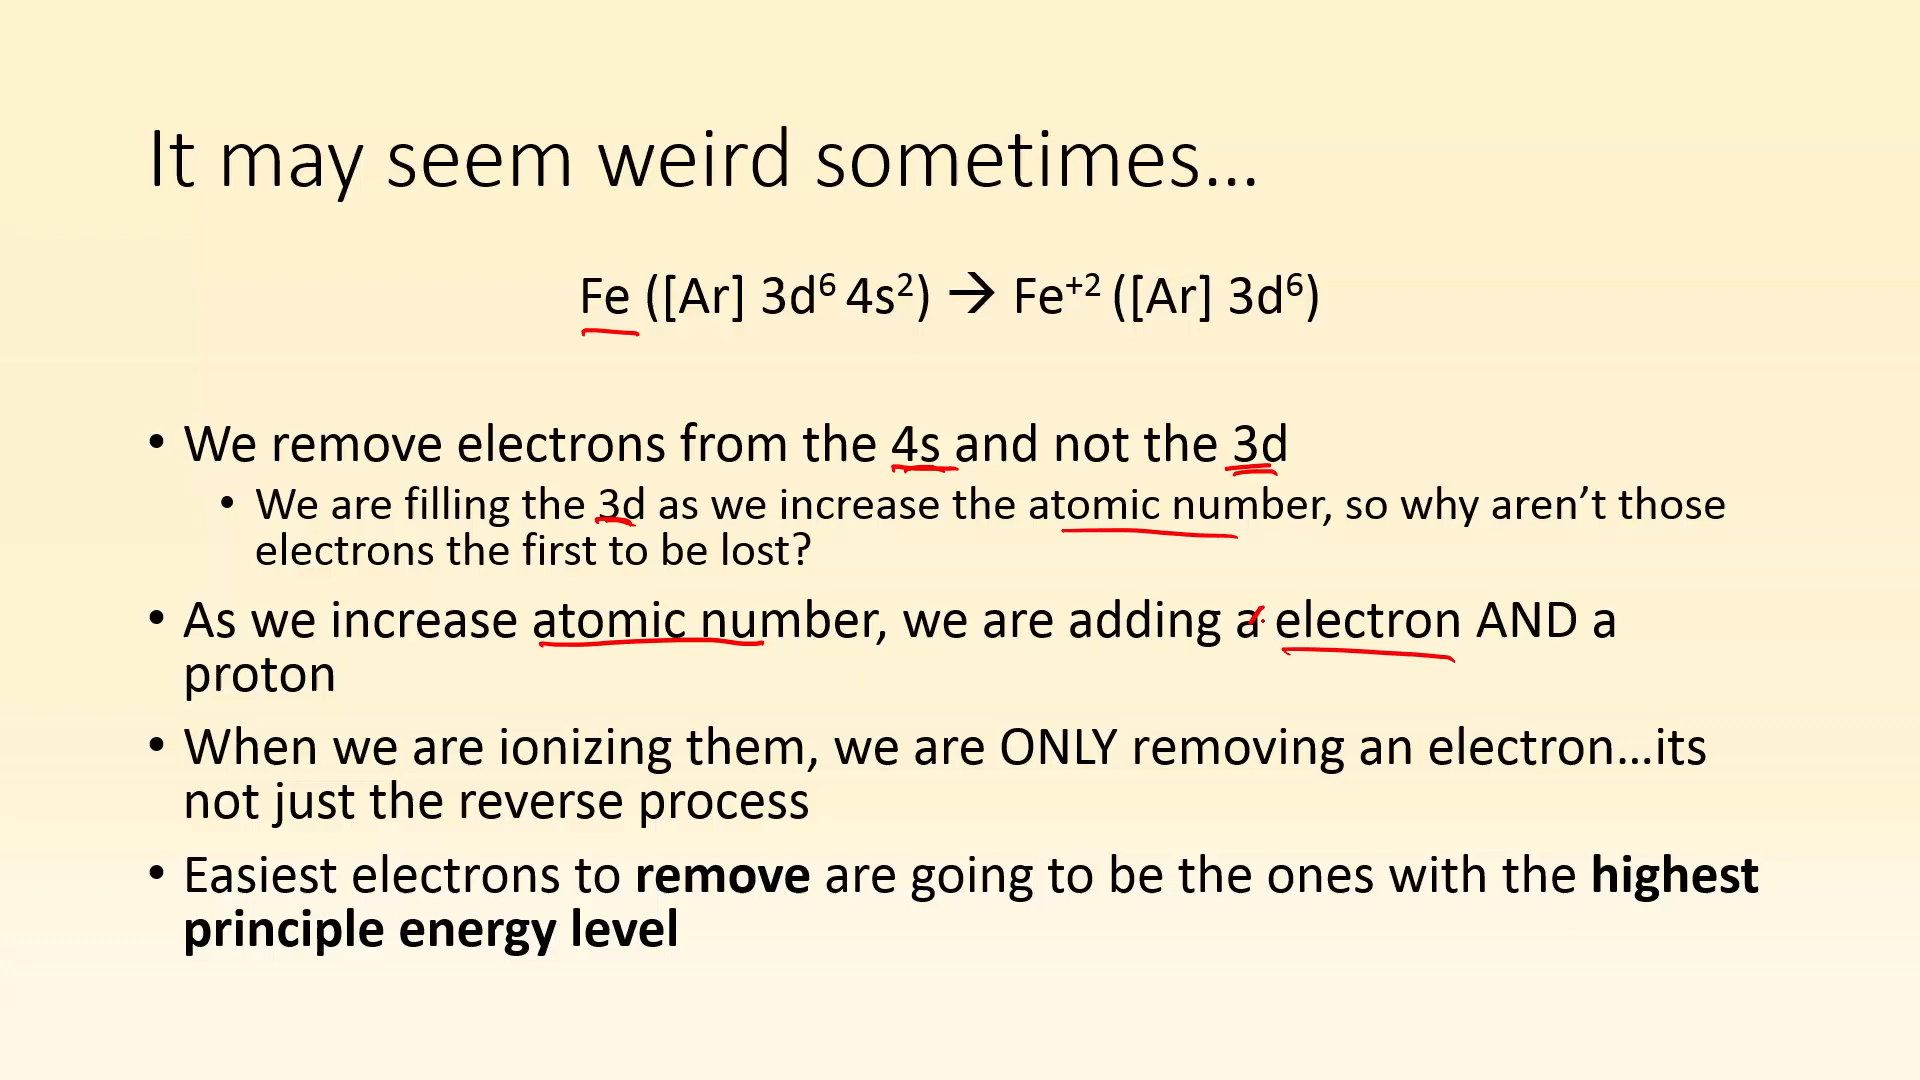 It may seem weird sometimes…
Fe ([Ar] 3d⁶ 4s²) → Fe⁺² ([Ar] 3d⁶)
• We remove electrons from the 4s and not the 3d
• We are filling the 3d as we increase the atomic number, so why aren’t those
electrons the first to be lost?
• As we increase atomic number, we are adding a electron AND a
proton
• When we are ionizing them, we are ONLY removing an electron…its
not just the reverse process
• Easiest electrons to remove are going to be the ones with the highest
principle energy level